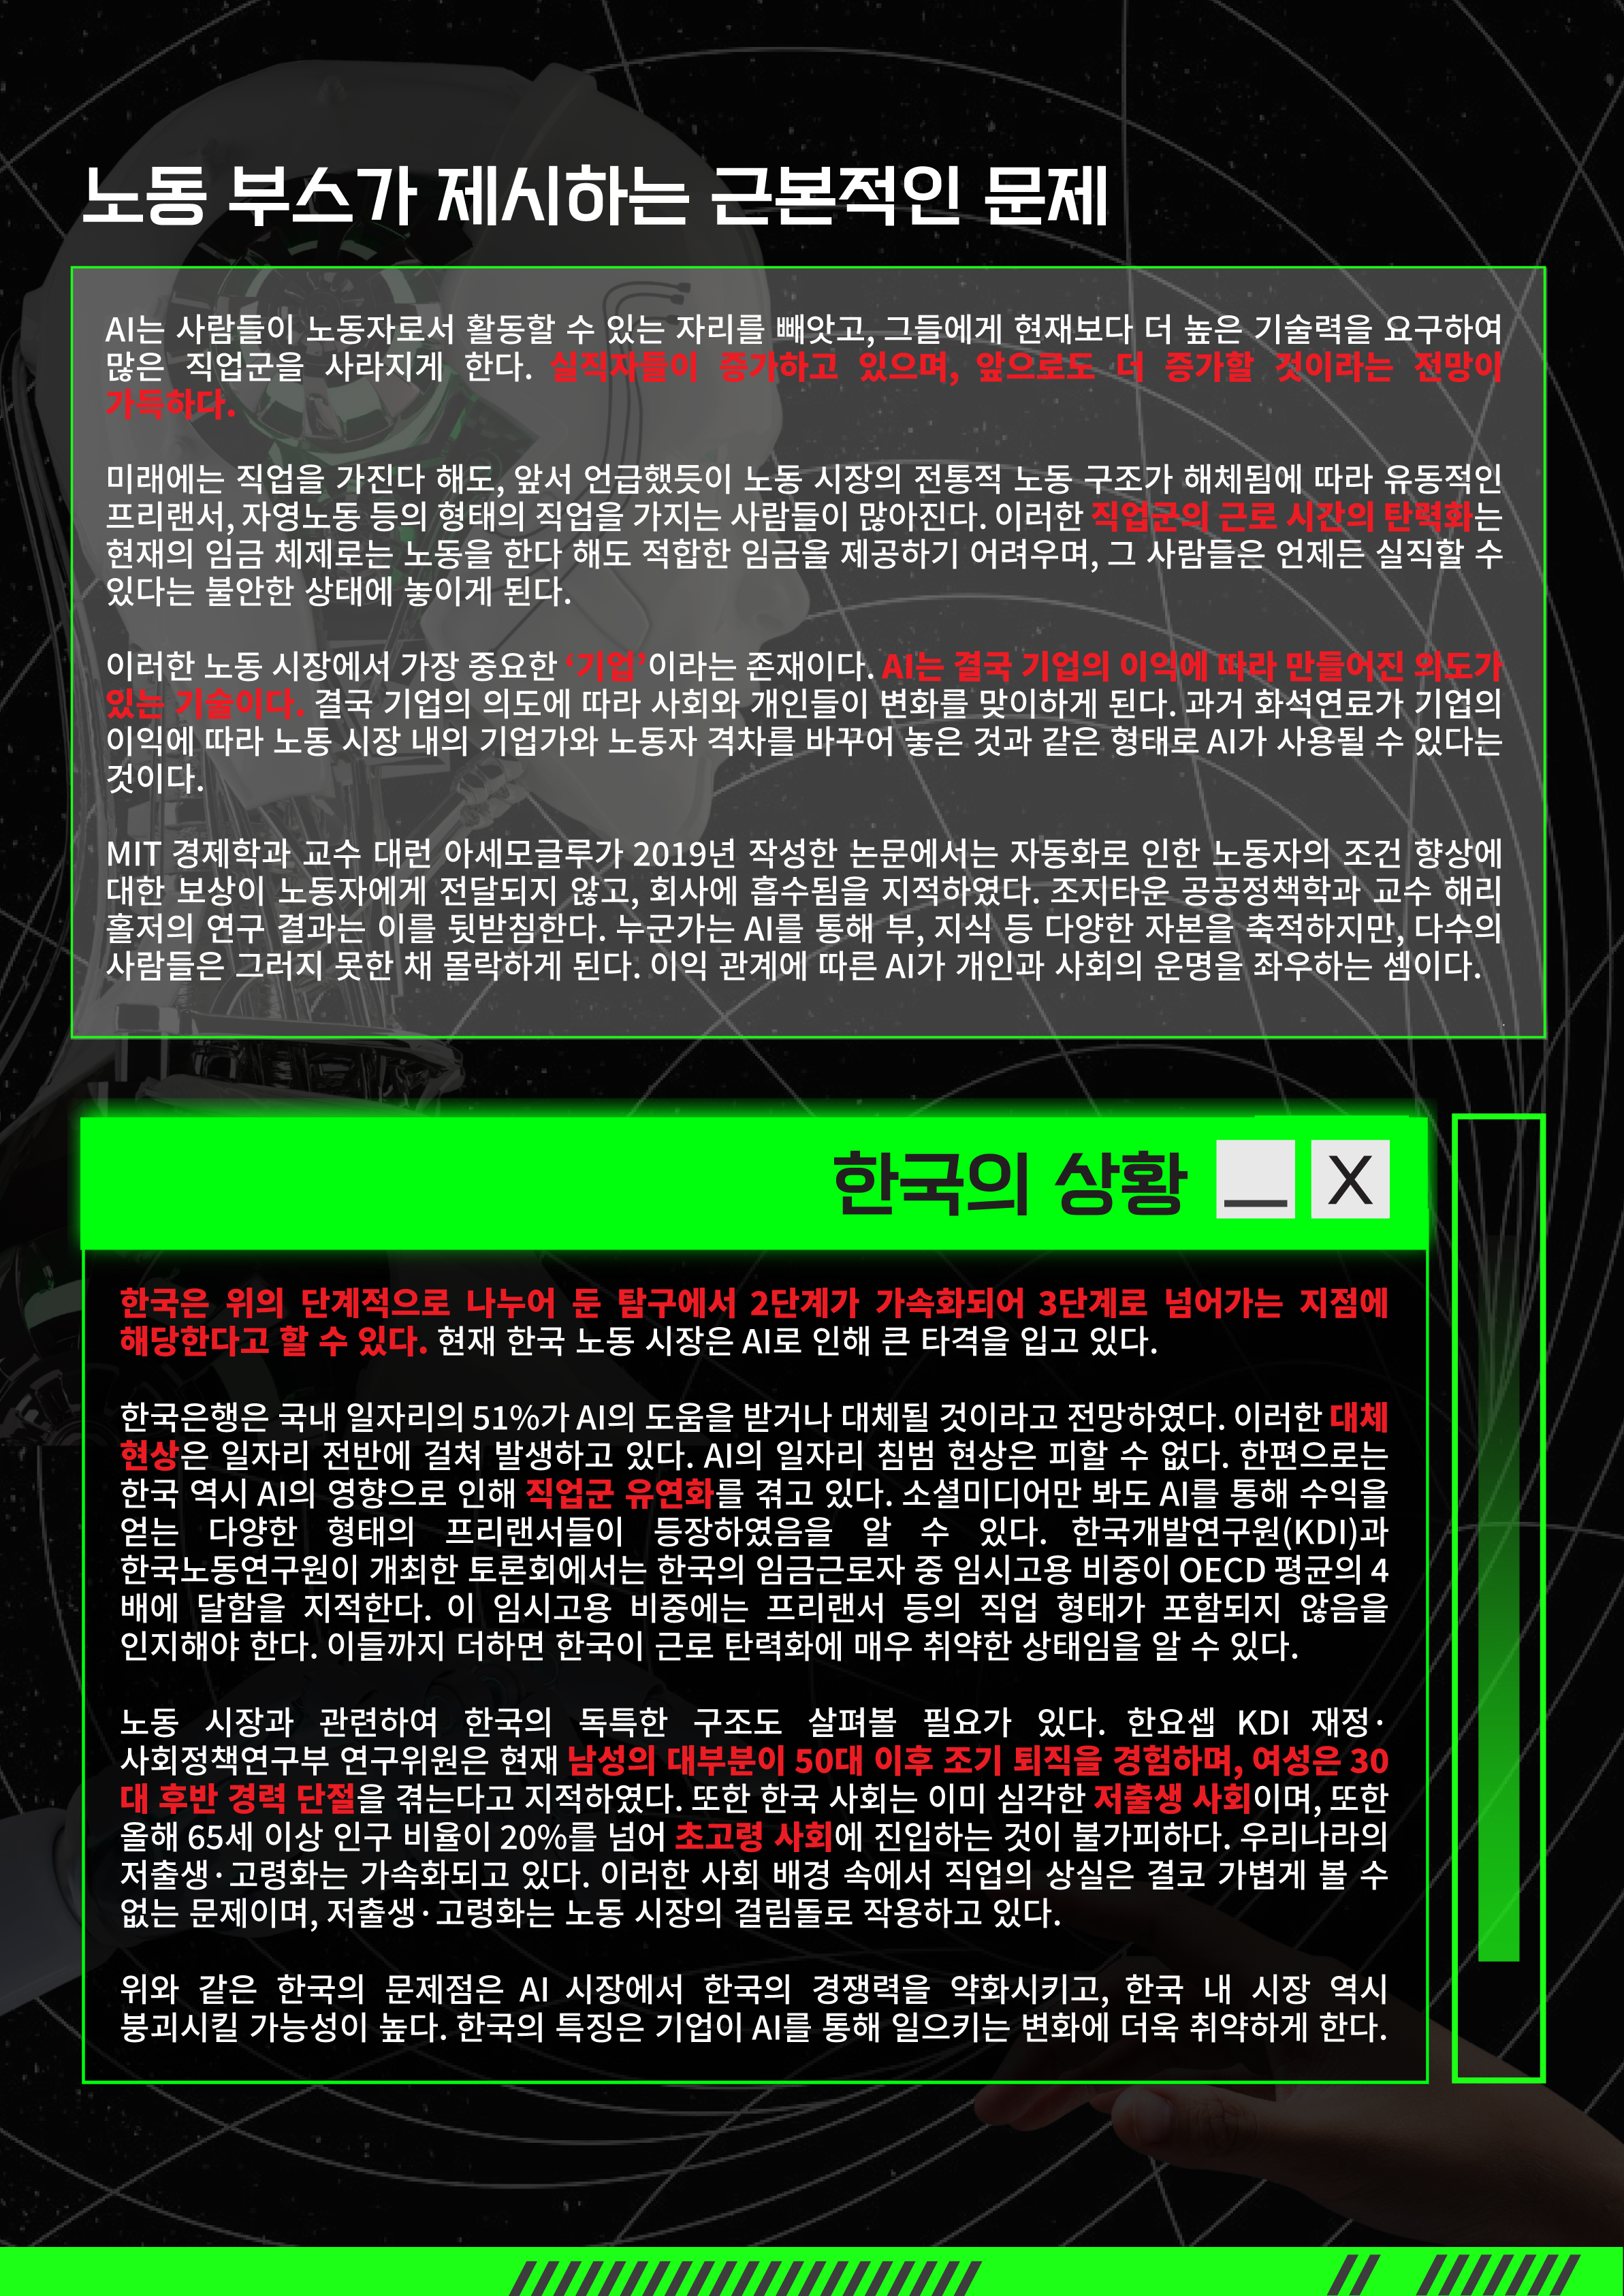 노동 부스가 제시하는 근본적인 문제
AI는 사람들이 노동자로서 활동할 수 있는 자리를 빼앗고, 그들에게 현재보다 더 높은 기술력을 요구하여
많은 직업군을 사라지게 한다. 실직자들이 증가하고 있으며, 앞으로도 더 증가할 것이라는 전망이
가득하다.
미래에는 직업을 가진다 해도, 앞서 언급했듯이 노동 시장의 전통적 노동 구조가 해체됨에 따라 유동적인
프리랜서, 자영노동 등의 형태의 직업을 가지는 사람들이 많아진다. 이러한 직업군의 근로 시간의 탄력화는
현재의 임금 체제로는 노동을 한다 해도 적합한 임금을 제공하기 어려우며, 그 사람들은 언제든 실직할 수
있다는 불안한 상태에 놓이게 된다.
이러한 노동 시장에서 가장 중요한 ‘기업’이라는 존재이다. AI는 결국 기업의 이익에 따라 만들어진 의도가
있는 기술이다. 결국 기업의 의도에 따라 사회와 개인들이 변화를 맞이하게 된다. 과거 화석연료가 기업의
이익에 따라 노동 시장 내의 기업가와 노동자 격차를 바꾸어 놓은 것과 같은 형태로 AI가 사용될 수 있다는
것이다.
MIT 경제학과 교수 대런 아세모글루가 2019년 작성한 논문에서는 자동화로 인한 노동자의 조건 향상에
대한 보상이 노동자에게 전달되지 않고, 회사에 흡수됨을 지적하였다. 조지타운 공공정책학과 교수 해리
홀저의 연구 결과는 이를 뒷받침한다. 누군가는 AI를 통해 부, 지식 등 다양한 자본을 축적하지만, 다수의
사람들은 그러지 못한 채 몰락하게 된다. 이익 관계에 따른 AI가 개인과 사회의 운명을 좌우하는 셈이다.
한국의 상황 _ X
한국은 위의 단계적으로 나누어 둔 탐구에서 2단계가 가속화되어 3단계로 넘어가는 지점에
해당한다고 할 수 있다. 현재 한국 노동 시장은 AI로 인해 큰 타격을 입고 있다.
한국은행은 국내 일자리의 51%가 AI의 도움을 받거나 대체될 것이라고 전망하였다. 이러한 대체
현상은 일자리 전반에 걸쳐 발생하고 있다. AI의 일자리 침범 현상은 피할 수 없다. 한편으로는
한국 역시 AI의 영향으로 인해 직업군 유연화를 겪고 있다. 소셜미디어만 봐도 AI를 통해 수익을
얻는 다양한 형태의 프리랜서들이 등장하였음을 알 수 있다. 한국개발연구원(KDI)과
한국노동연구원이 개최한 토론회에서는 한국의 임금근로자 중 임시고용 비중이 OECD 평균의 4
배에 달함을 지적한다. 이 임시고용 비중에는 프리랜서 등의 직업 형태가 포함되지 않음을
인지해야 한다. 이들까지 더하면 한국이 근로 탄력화에 매우 취약한 상태임을 알 수 있다.
노동 시장과 관련하여 한국의 독특한 구조도 살펴볼 필요가 있다. 한요셉 KDI 재정·
사회정책연구부 연구위원은 현재 남성의 대부분이 50대 이후 조기 퇴직을 경험하며, 여성은 30
대 후반 경력 단절을 겪는다고 지적하였다. 또한 한국 사회는 이미 심각한 저출생 사회이며, 또한
올해 65세 이상 인구 비율이 20%를 넘어 초고령 사회에 진입하는 것이 불가피하다. 우리나라의
저출생·고령화는 가속화되고 있다. 이러한 사회 배경 속에서 직업의 상실은 결코 가볍게 볼 수
없는 문제이며, 저출생·고령화는 노동 시장의 걸림돌로 작용하고 있다.
위와 같은 한국의 문제점은 AI 시장에서 한국의 경쟁력을 약화시키고, 한국 내 시장 역시
붕괴시킬 가능성이 높다. 한국의 특징은 기업이 AI를 통해 일으키는 변화에 더욱 취약하게 한다.